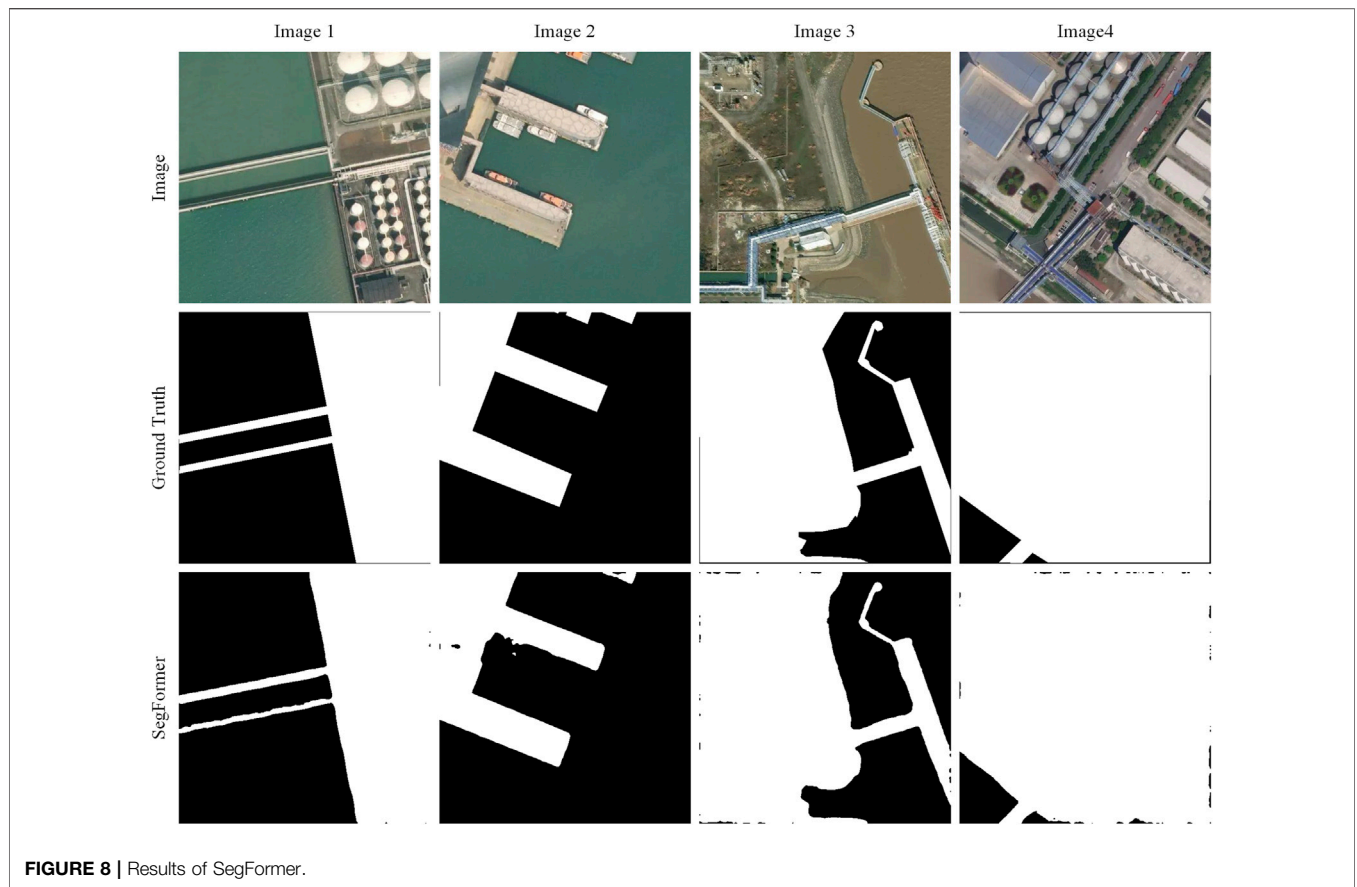 Image 1
Image 2
Image 3
Image4
Image
Ground Truth
SegFormer
FIGURE 8 | Results of SegFormer.